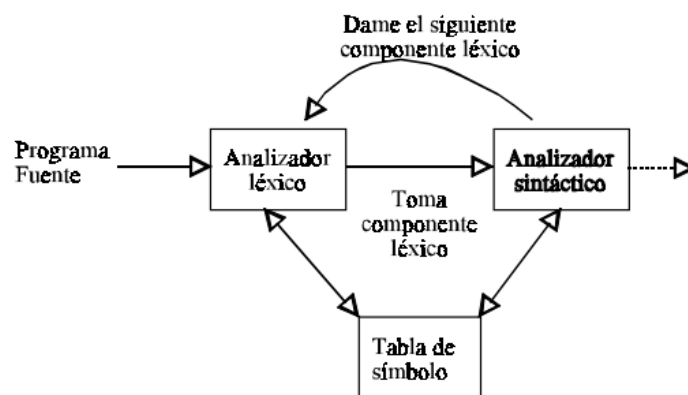 Dame el siguiente
componente léxico
Programa
Fuente
Analizador
léxico
Analizador
sintáctico
Toma
componente
léxico
Tabla de
símbolo